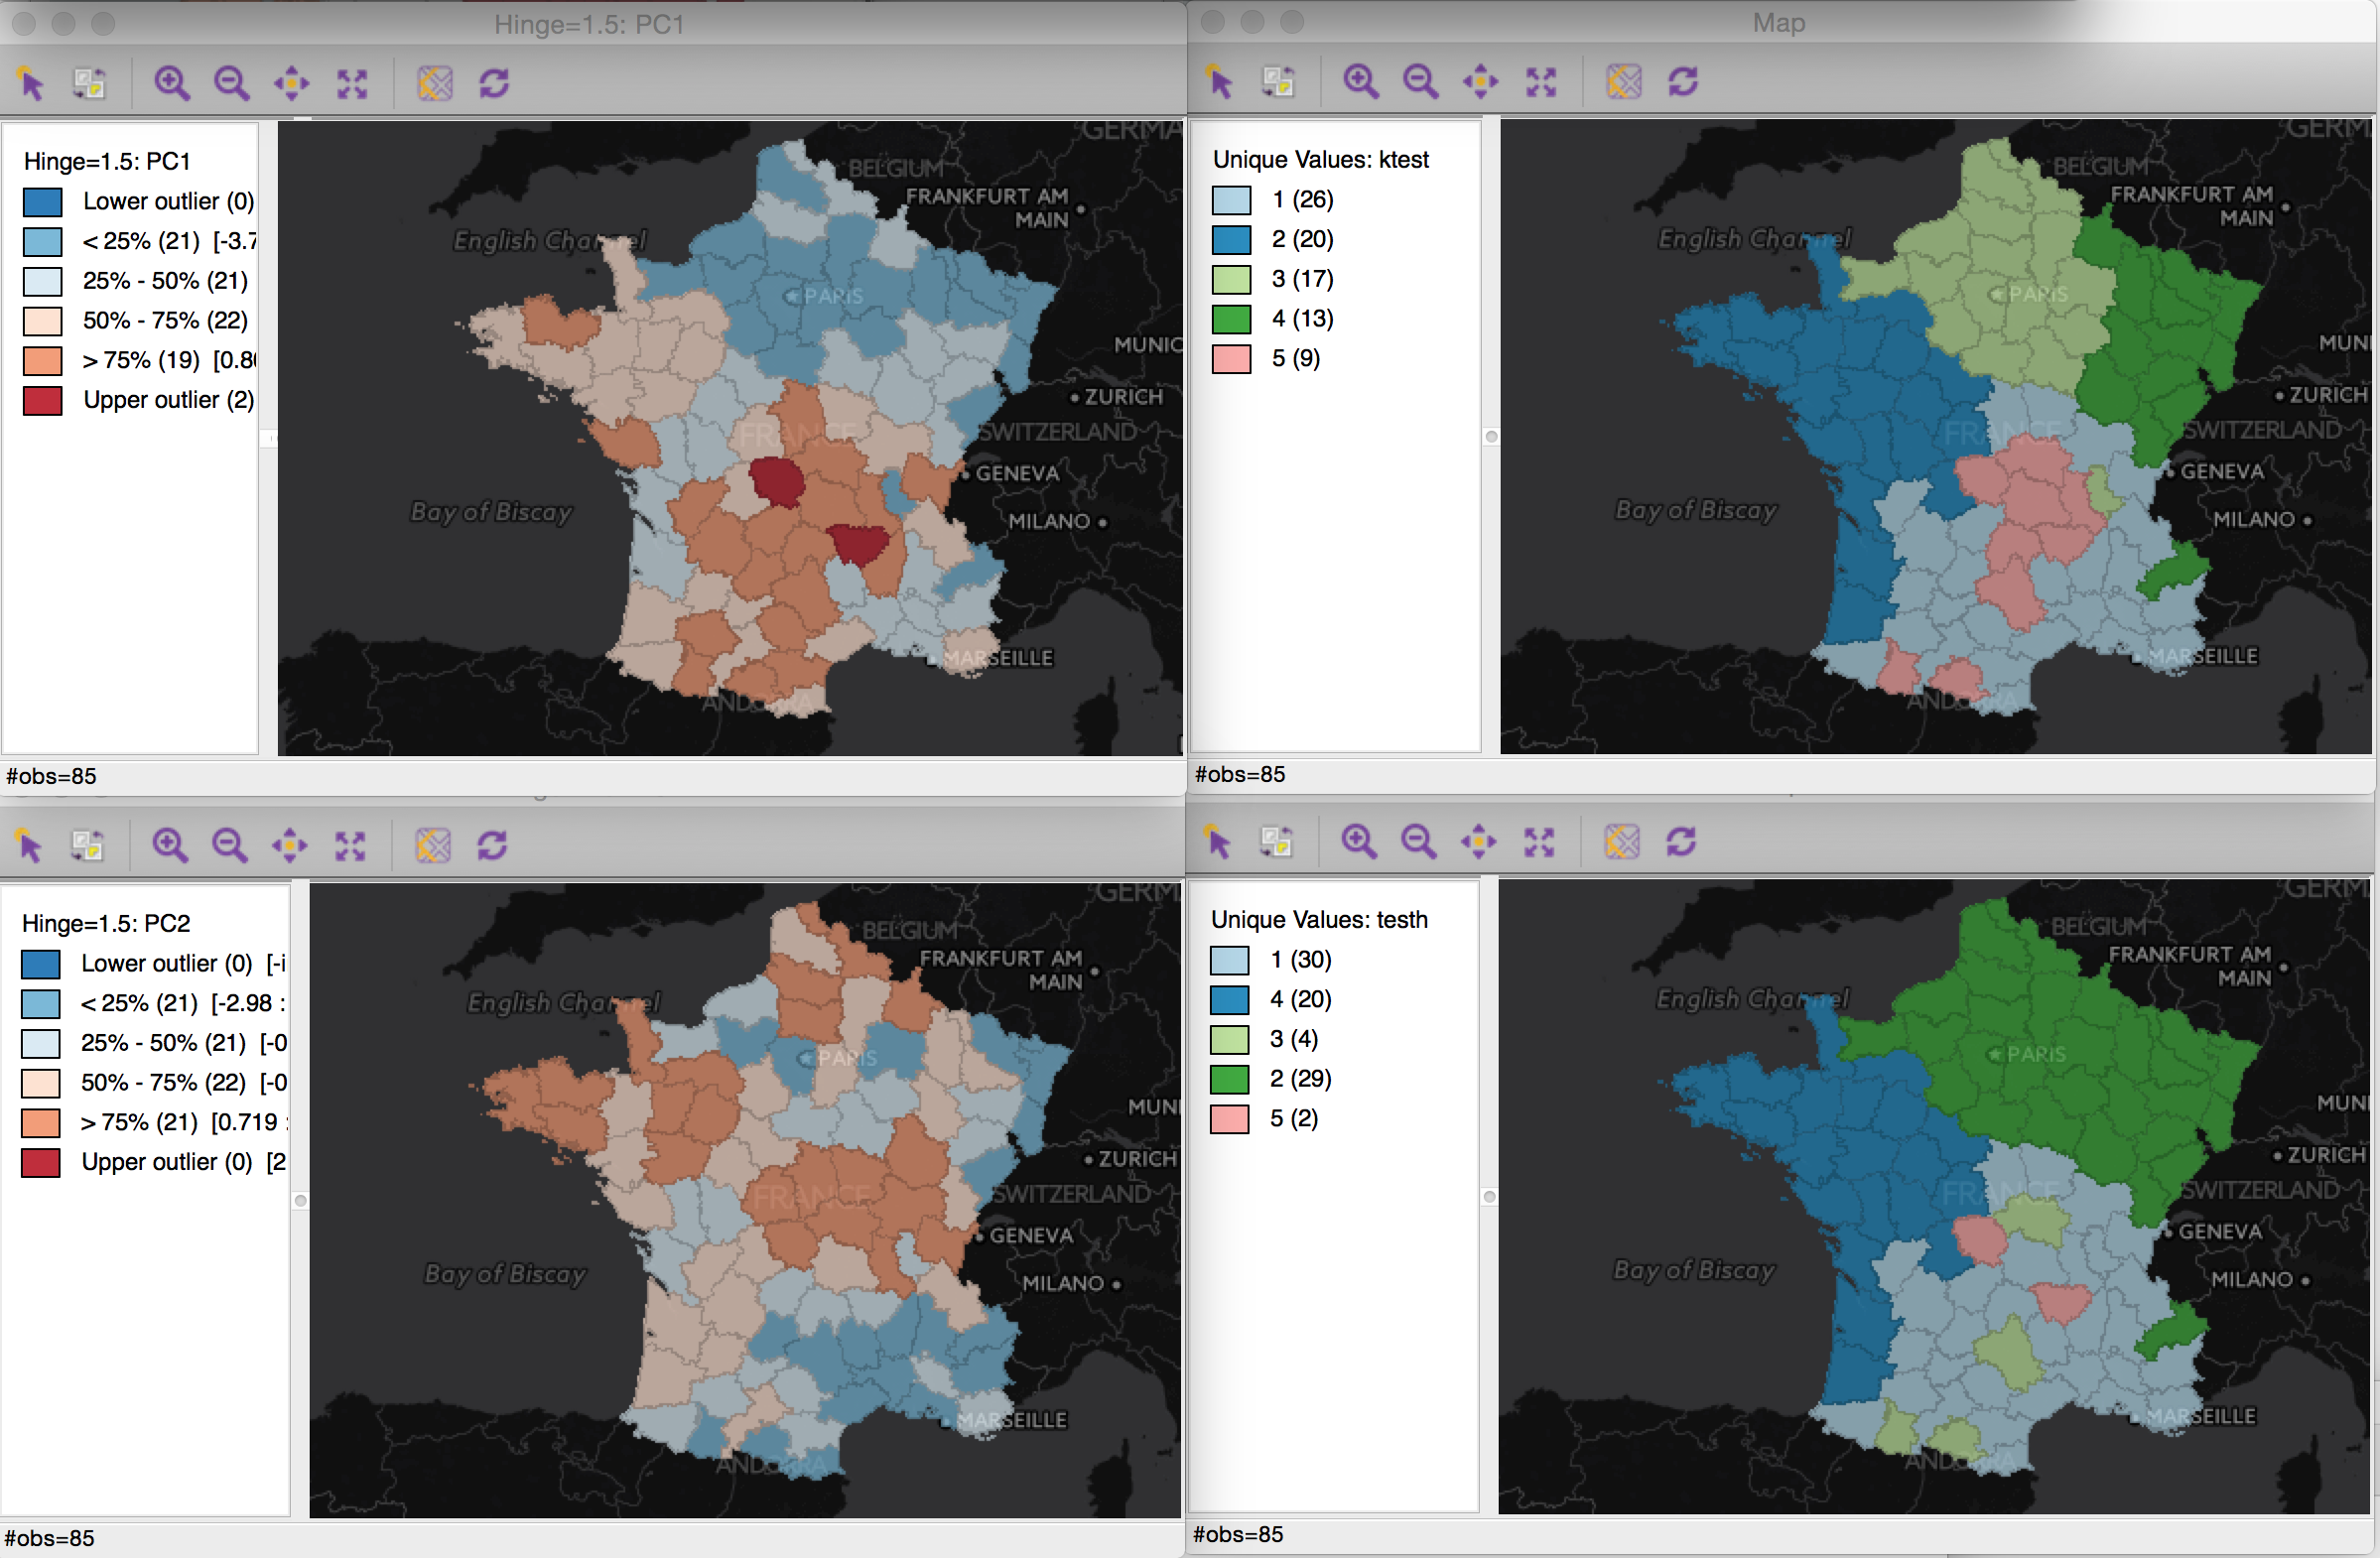 Hinge=1.5: PC1
Hinge=1.5: PC1
Lower outlier (0)
< 25% (21) [-3.7
25% - 50% (21)
50% - 75% (22)
> 75% (19) [0.8
Upper outlier (2)
GERMA
BELGIUM
FRANKFURT AM
MAIN
English Channel
PARIS
MUNIC
ZURICH
FRANCE
SWITZERLAND
GENEVA
Bay of Biscay
MILANO
MARSEILLE
ANDORRA
#obs=85
Map
Unique Values: ktest
1 (26)
2 (20)
3 (17)
4 (13)
5 (9)
GERM
BELGIUM
FRANKFURT AM
MAIN
English Channel
PARIS
MUNI
ZURICH
FRANCE
SWITZERLAND
GENEVA
Bay of Biscay
MILANO
MARSEILLE
ANDORRA
#obs=85
Hinge=1.5: PC2
Lower outlier (0) [-i
< 25% (21) [-2.98 :
25% - 50% (21) [-0
50% - 75% (22) [-0
> 75% (21) [0.719 :
Upper outlier (0) [2
GERM
BELGIUM
FRANKFURT AM
MAIN
English Channel
PARIS
MUNI
ZURICH
FRANCE
SWITZERLAND
GENEVA
Bay of Biscay
MILANO
MARSEILLE
ANDORRA
#obs=85
Unique Values: testh
1 (30)
4 (20)
3 (4)
2 (29)
5 (2)
GERM
BELGIUM
FRANKFURT AM
MAIN
English Channel
PARIS
MUNI
ZURICH
FRANCE
SWITZERLAND
GENEVA
Bay of Biscay
MILANO
MARSEILLE
ANDORRA
#obs=85